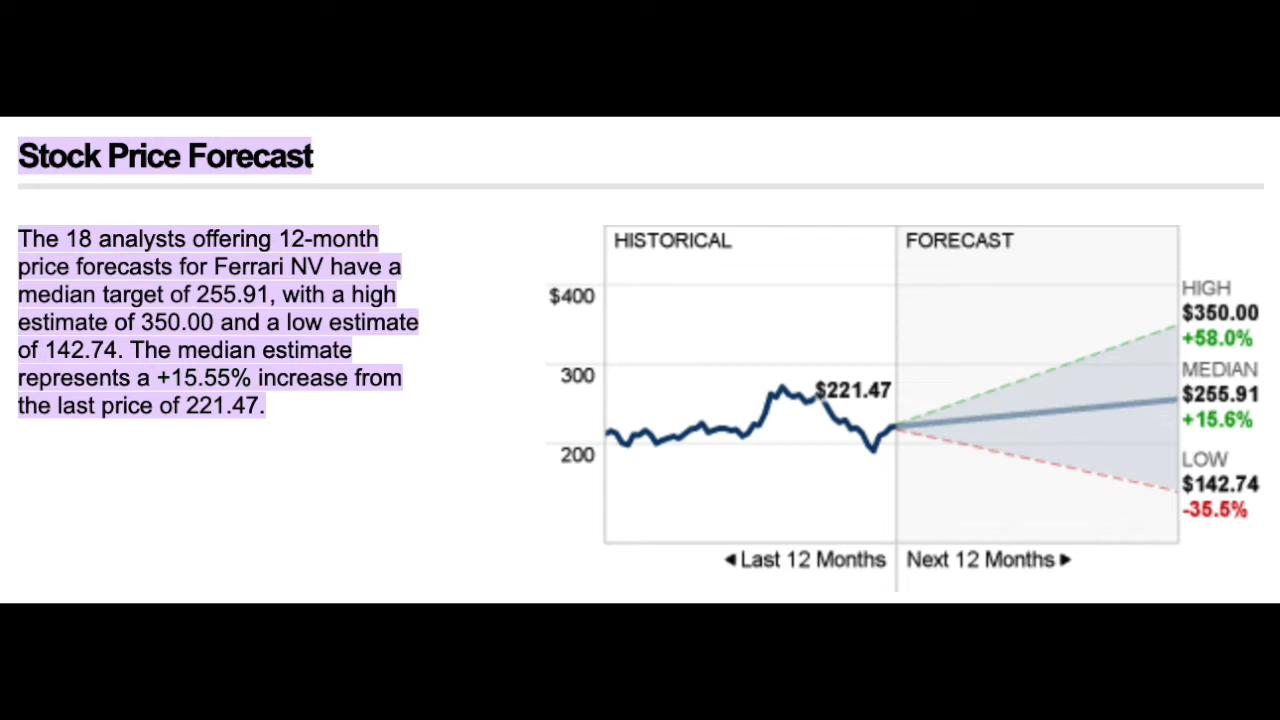 Stock Price Forecast
The 18 analysts offering 12-month
price forecasts for Ferrari NV have a
median target of 255.91, with a high
estimate of 350.00 and a low estimate
of 142.74. The median estimate
represents a +15.55% increase from
the last price of 221.47.
HISTORICAL
FORECAST
$400
300
200
$221.47
HIGH
$350.00
+58.0%
MEDIAN
$255.91
+15.6%
LOW
$142.74
-35.5%
◀Last 12 Months
Next 12 Months▶